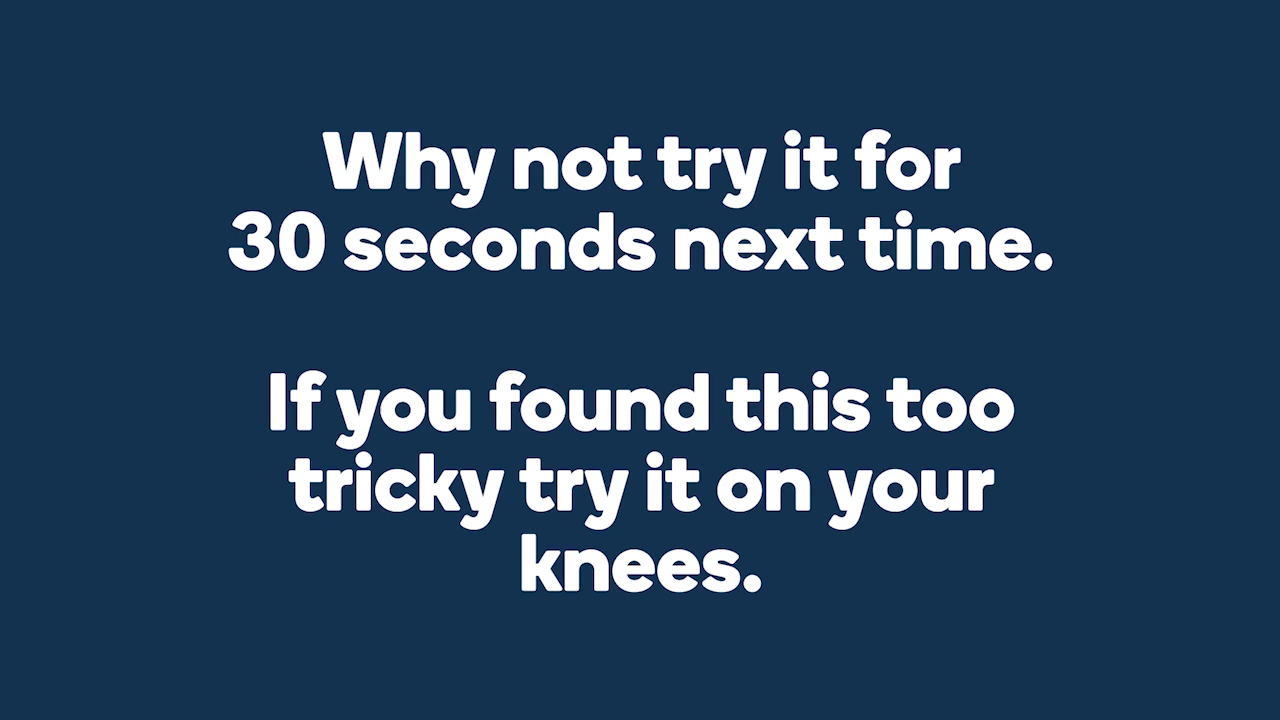 Why not try it for
30 seconds next time.
If you found this too
tricky try it on your
knees.